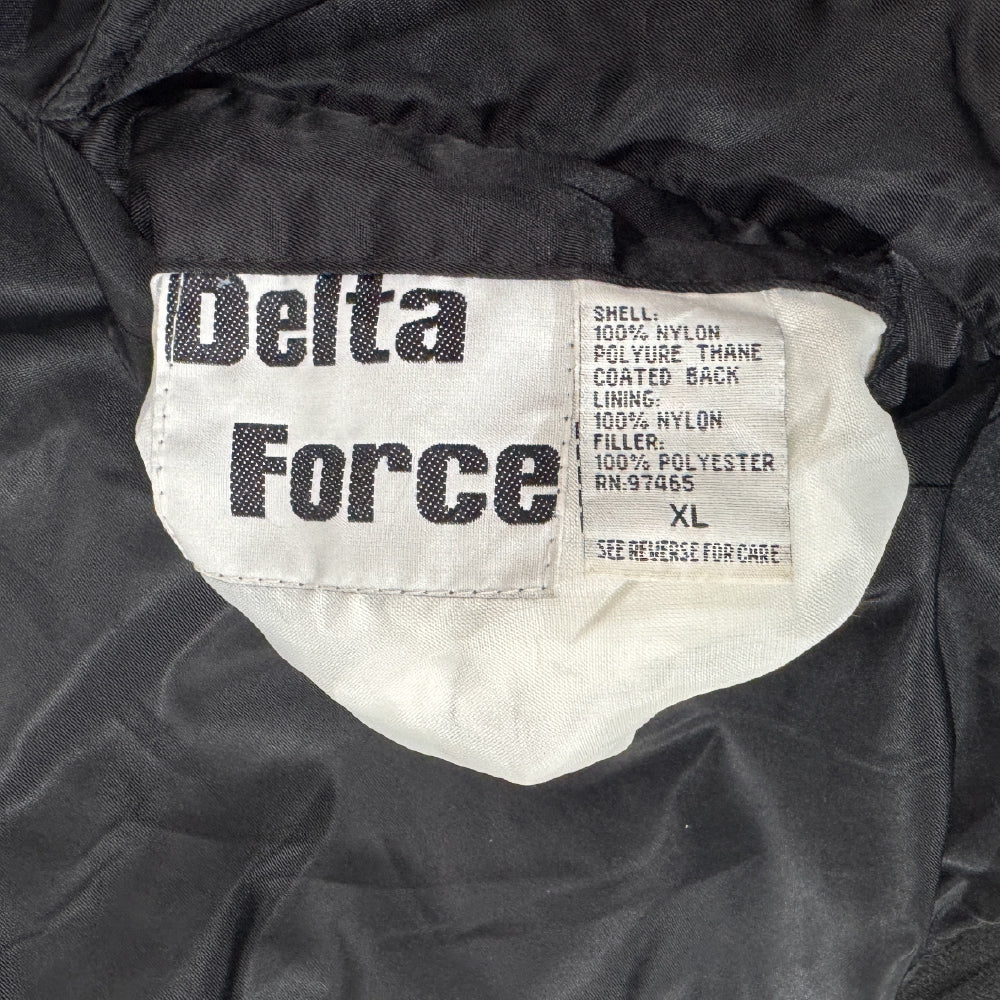 Delta
Force
SHELL:
100% NYLON
POLYURE THANE
COATED BACK
LINING:
100% NYLON
FILLER:
100% POLYESTER
RN:97465
XL
SEE REVERSE FOR CARE